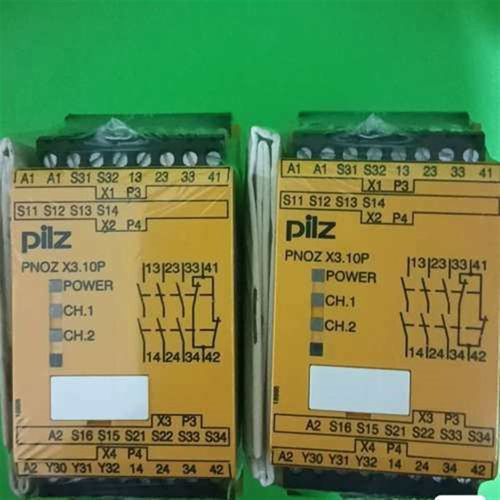 A1 A1 S31 S32 13 23 33 41
X1 P3
S11 S12 S13 S14
X2 P4
pilz
PNOZ X3.10P
13 23 33 41
POWER
CH.1
CH.2
14 24 34 42
X3 P3
A2 S16 S15 S21 S22 S33 S34
X4 P4
A2 Y30 Y31 Y32 14 24 34 42
A1 A1 S31 S32 13 23 33 41
X1 P3
S11 S12 S13 S14
X2 P4
pilz
PNOZ X3.10P
13 23 33 41
POWER
CH.1
CH.2
14 24 34 42
X3 P3
A2 S16 S15 S21 S22 S33 S34
X4 P4
A2 Y30 Y31 Y32 14 24 34 42